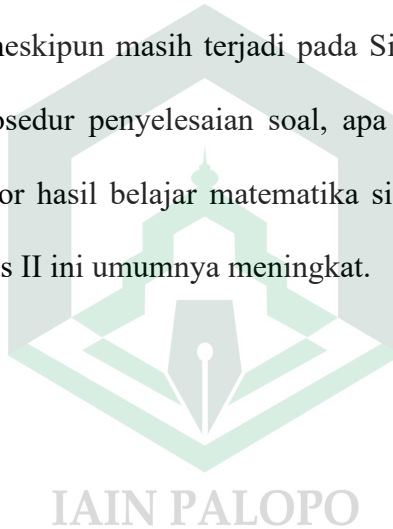 meskipun masih terjadi pada Si
osedur penyelesaian soal, apa
or hasil belajar matematika si
s II ini umumnya meningkat.
IAIN PALOPO